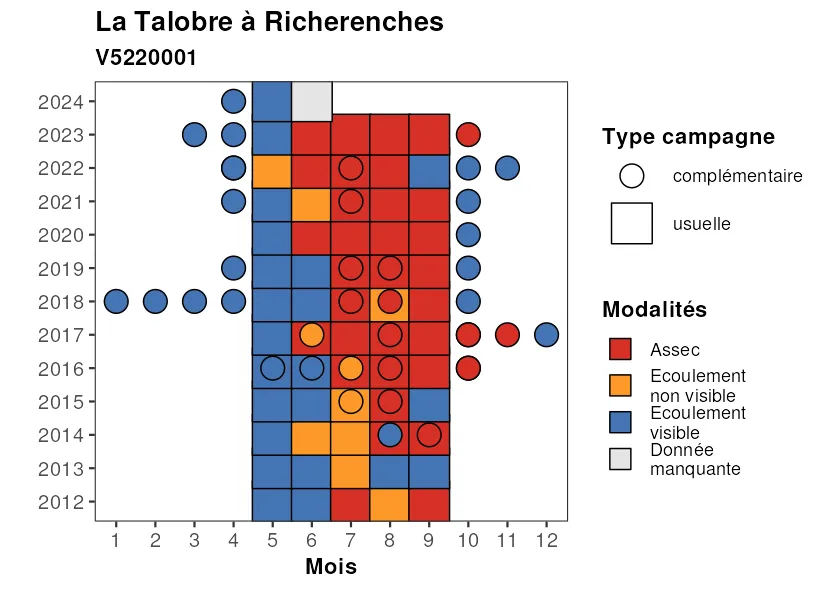 La Talobre à Richerenches
V5220001
2024
2023
2022
2021
2020
2019
2018
2017
2016
2015
2014
2013
2012
1 2 3 4 5 6 7 8 9 10 11 12
Mois
Type campagne
complémentaire
usuelle
Modalités
Assec
Ecoulement
non visible
Ecoulement
visible
Donnée
manquante